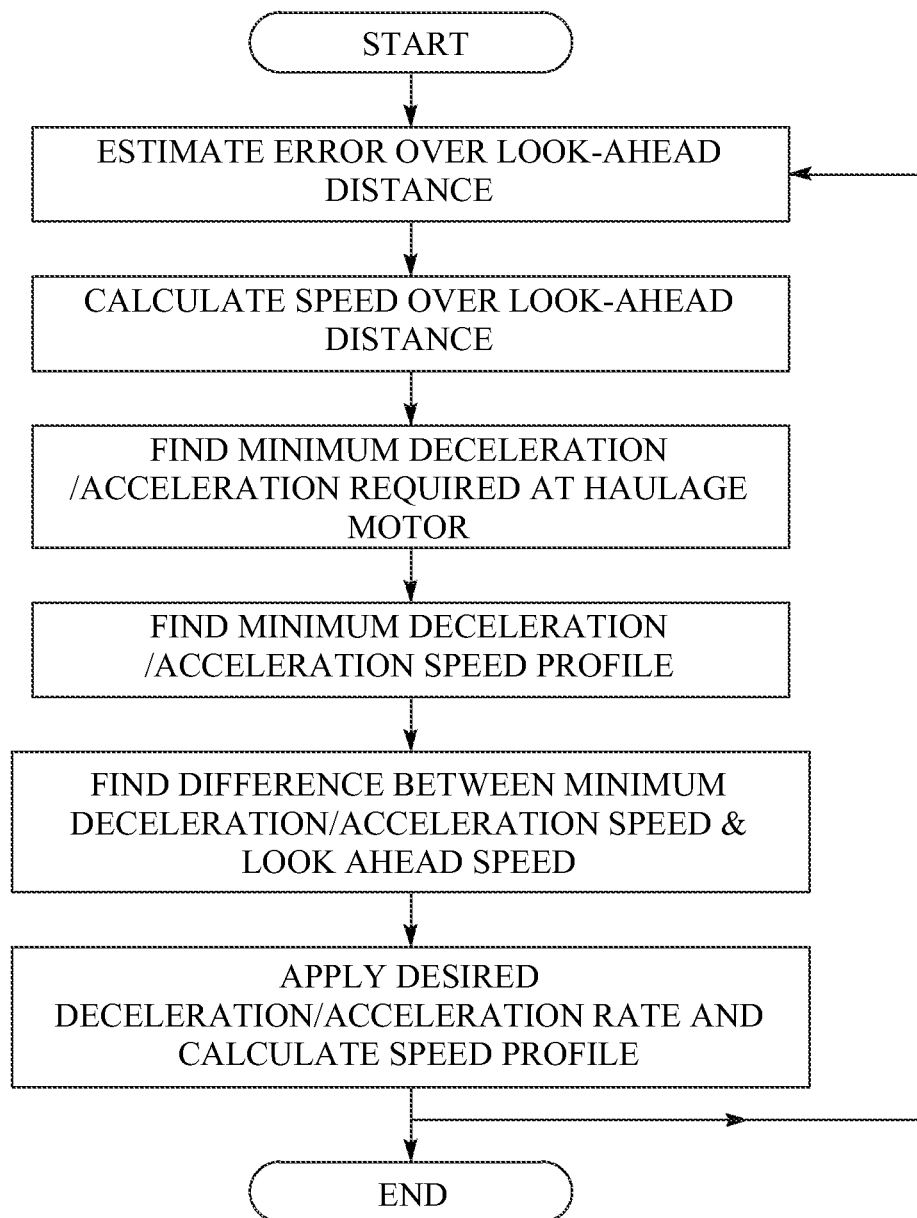 START
ESTIMATE ERROR OVER LOOK-AHEAD
DISTANCE
CALCULATE SPEED OVER LOOK-AHEAD
DISTANCE
FIND MINIMUM DECELERATION
/ACCELERATION REQUIRED AT HAULAGE
MOTOR
FIND MINIMUM DECELERATION
/ACCELERATION SPEED PROFILE
FIND DIFFERENCE BETWEEN MINIMUM
DECELERATION/ACCELERATION SPEED &
LOOK AHEAD SPEED
APPLY DESIRED
DECELERATION/ACCELERATION RATE AND
CALCULATE SPEED PROFILE
END